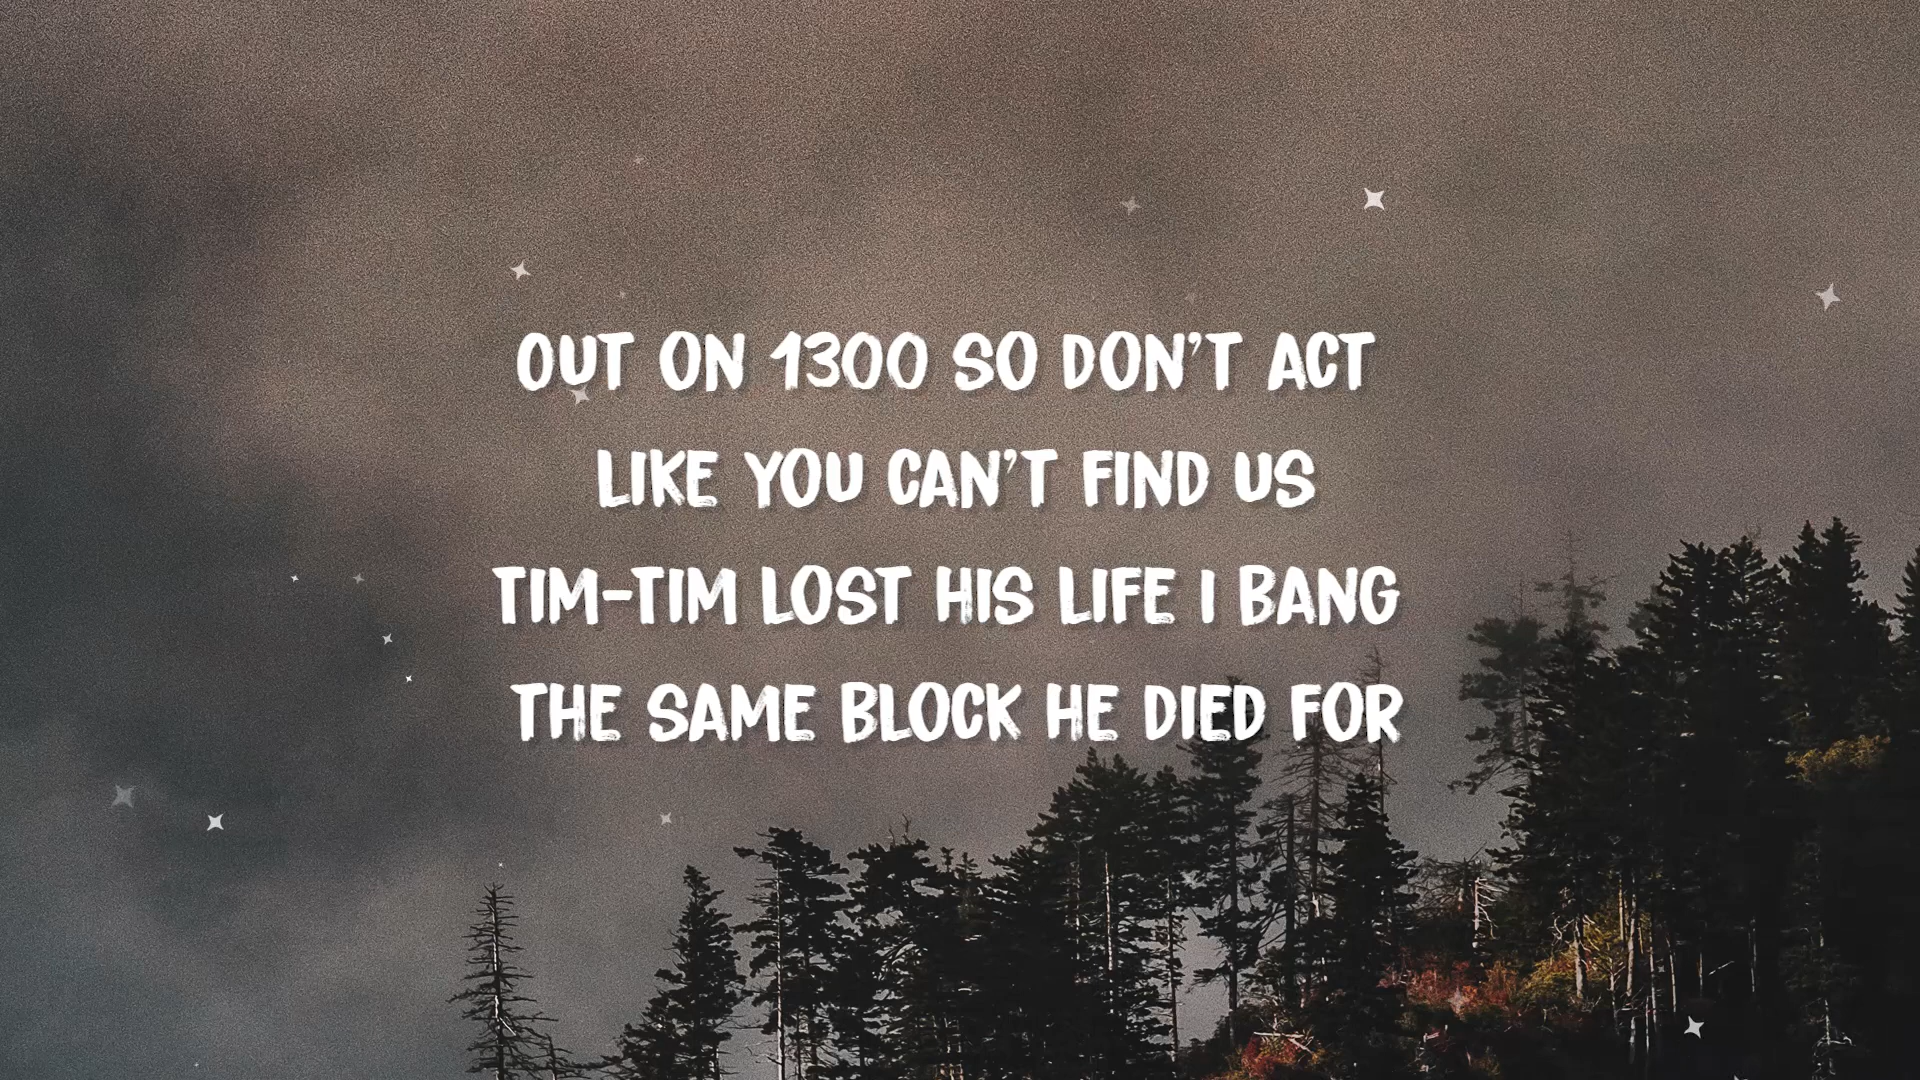 OUT ON 1300 SO DON'T ACT
LIKE YOU CAN'T FIND US
TIM-TIM LOST HIS LIFE I BANG
THE SAME BLOCK HE DIED FOR